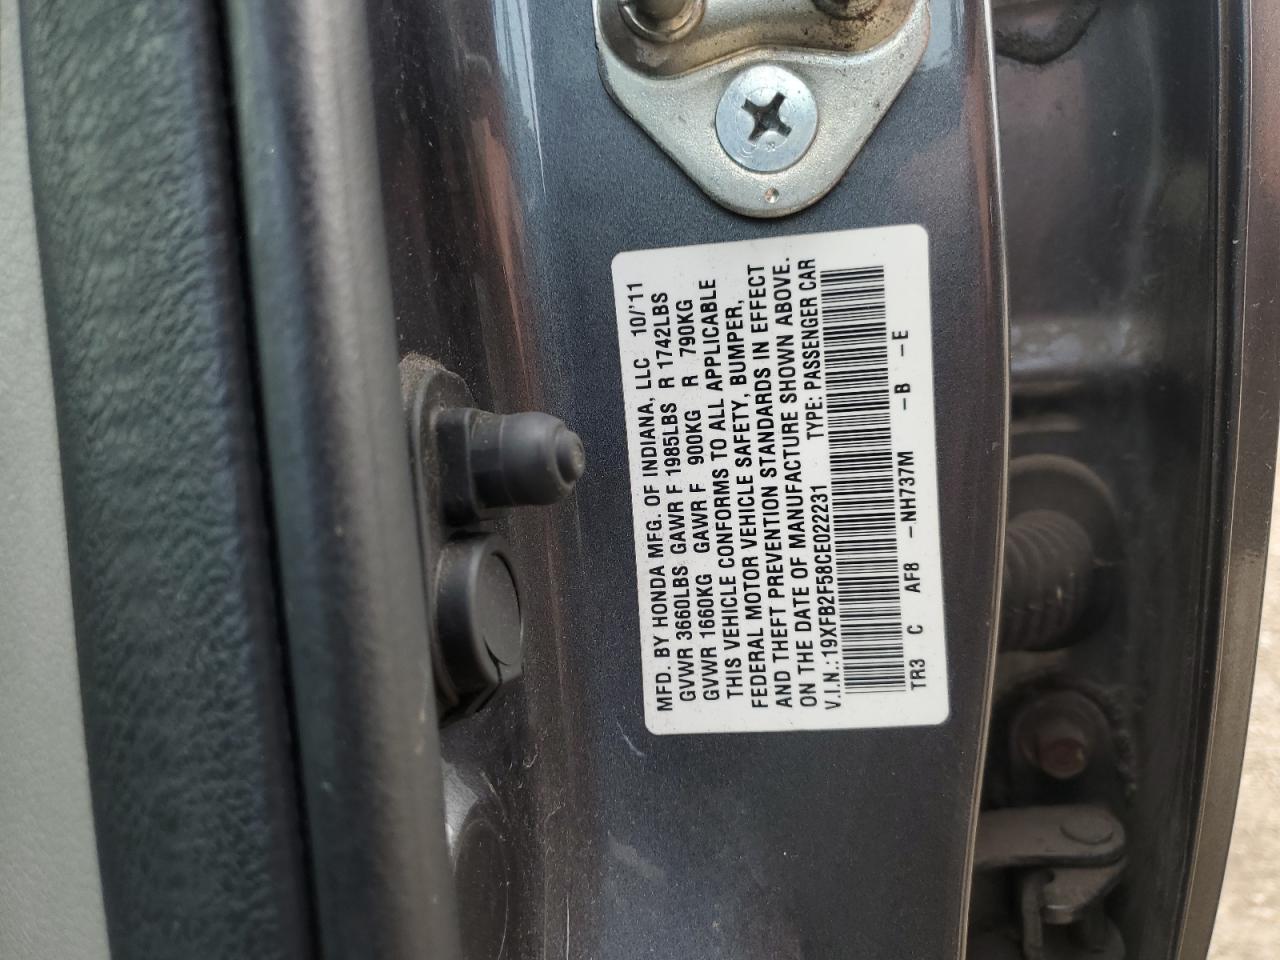 MFD. BY HONDA MFG. OF INDIANA, LLC 10/'11
GVWR 3660LBS GAWR F 1985LBS R 1742LBS
GVWR 1660KG GAWR F 900KG R 790KG
THIS VEHICLE CONFORMS TO ALL APPLICABLE
FEDERAL MOTOR VEHICLE SAFETY, BUMPER,
AND THEFT PREVENTION STANDARDS IN EFFECT
ON THE DATE OF MANUFACTURE SHOWN ABOVE.
V.I.N.: 19XFB2F58CE022231 TYPE: PASSENGER CAR
TR3 C AF8 -NH737M -B -E